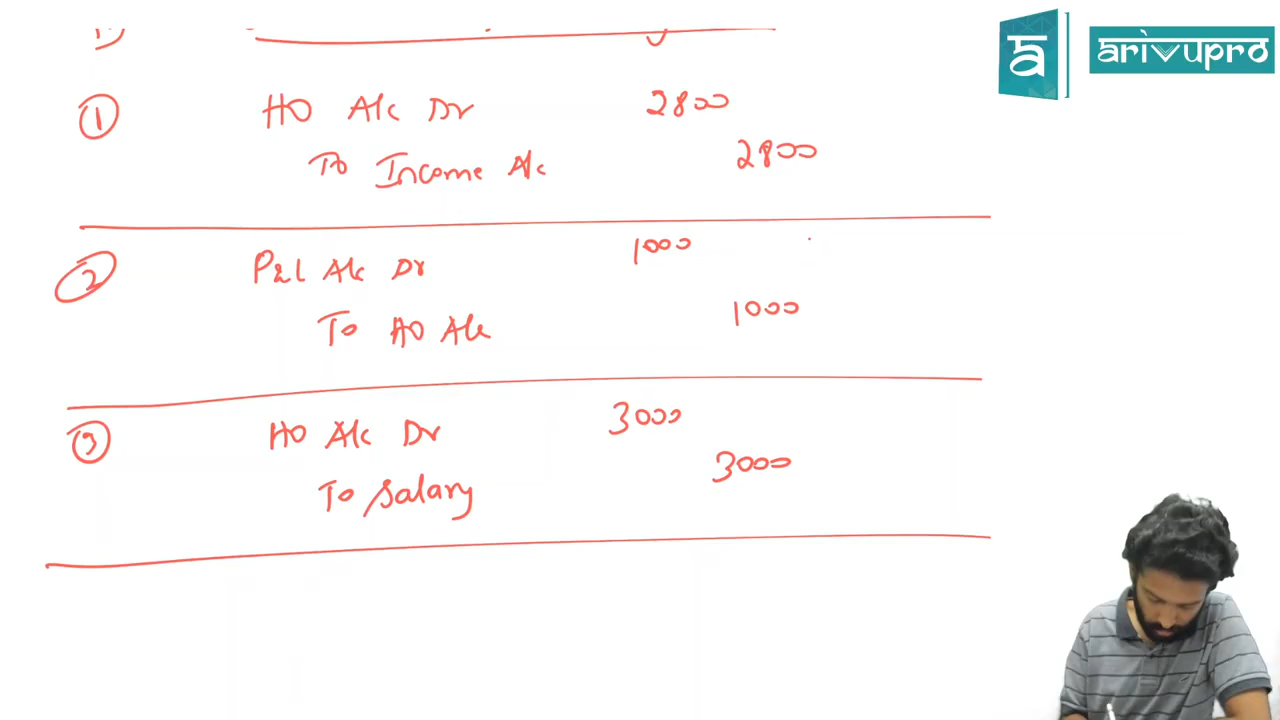 arivupro
1 HO A/c Dr 2800
To Income A/c 2800
2 P&L A/c Dr 1000
To HO A/c 1000
3 HO A/c Dr 3000
To Salary 3000